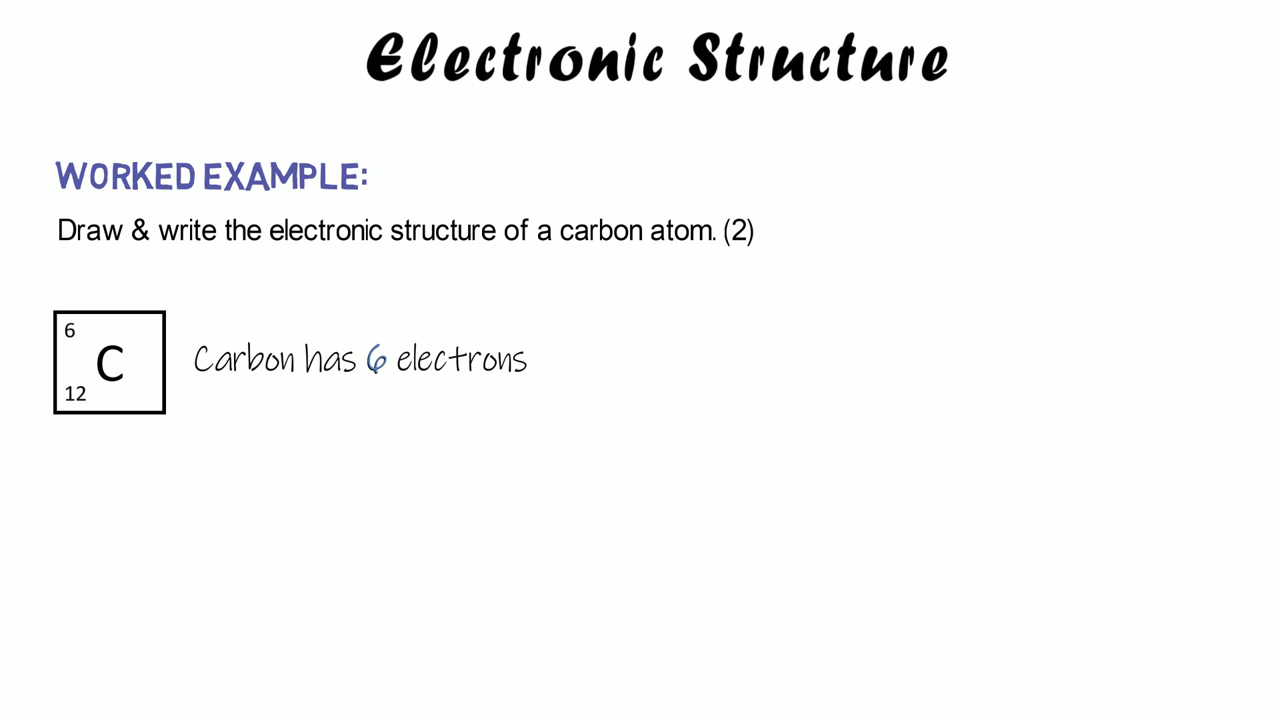 Electronic Structure
WORKED EXAMPLE:
Draw & write the electronic structure of a carbon atom. (2)
6
C
12
Carbon has 6 electrons